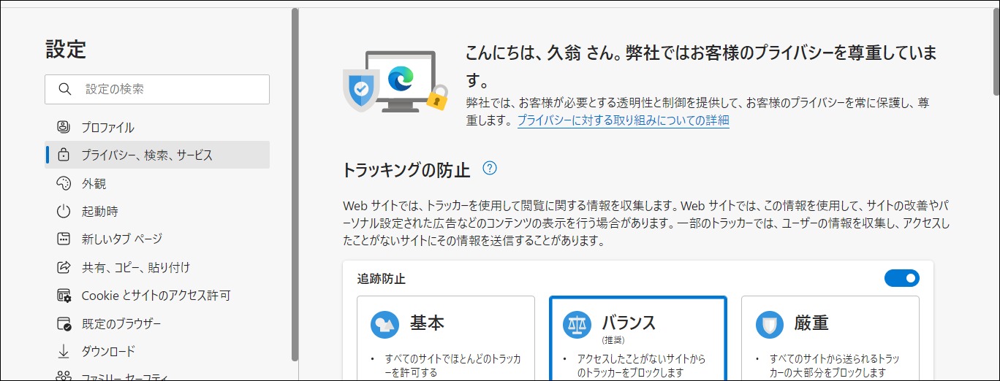 設定
設定の検索
プロファイル
プライバシー、検索、サービス
外観
起動時
新しいタブ ページ
共有、コピー、貼り付け
Cookie とサイトのアクセス許可
既定のブラウザー
ダウンロード
ファミリー セーフティ
こんにちは、久翁 さん。弊社ではお客様のプライバシーを尊重していま
す。
弊社では、お客様が必要とする透明性と制御を提供して、お客様のプライバシーを常に保護し、尊
重します。 プライバシーに対する取り組みについての詳細
トラッキングの防止
Web サイトでは、トラッカーを使用して閲覧に関する情報を収集します。Web サイトでは、この情報を使用して、サイトの改善やパ
ーソナル設定された広告などのコンテンツの表示を行う場合があります。一部のトラッカーでは、ユーザーの情報を収集し、アクセスし
たことがないサイトにその情報を送信することがあります。
追跡防止
基本
すべてのサイトでほとんどのトラッカ
ーを許可する
バランス
(推奨)
アクセスしたことがないサイトから
のトラッカーをブロックします
厳重
すべてのサイトから送られるトラッ
カーの大部分をブロックします